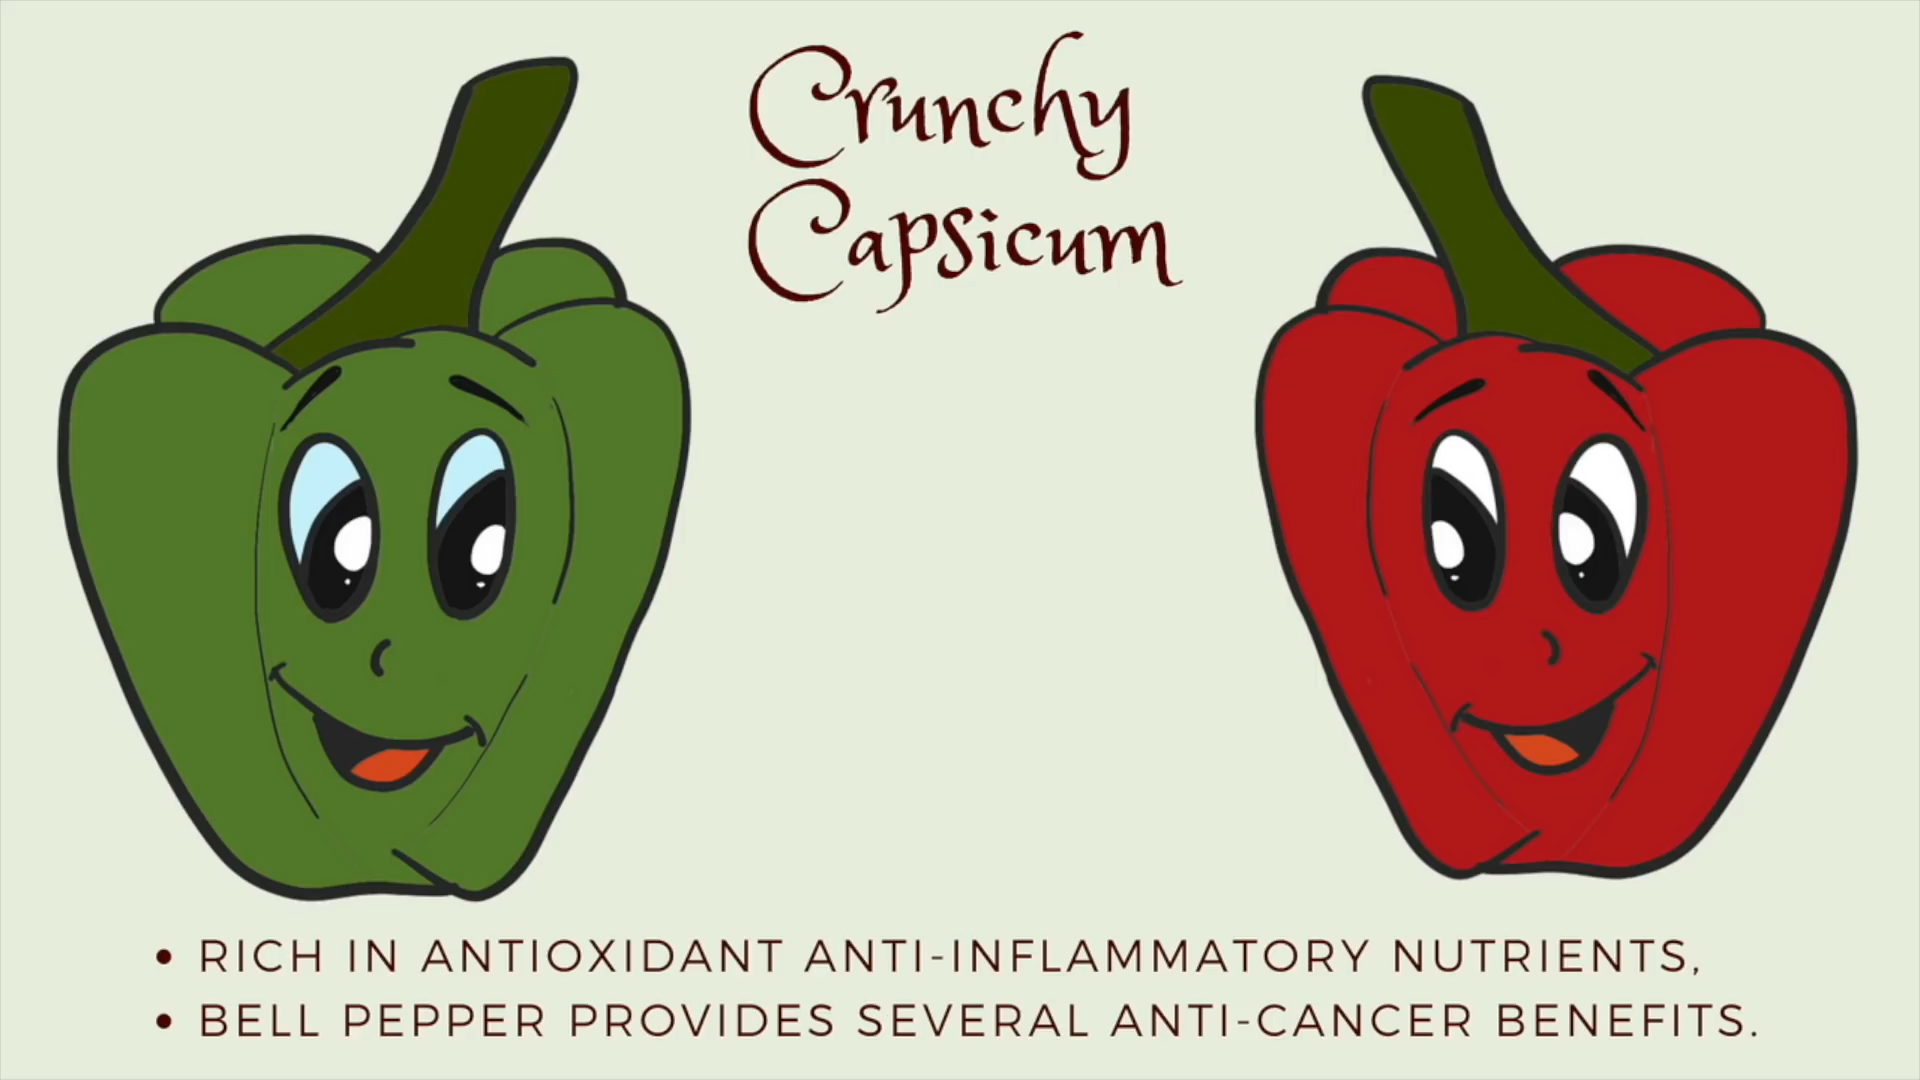 Crunchy
Capsicum
• RICH IN ANTIOXIDANT ANTI-INFLAMMATORY NUTRIENTS,
• BELL PEPPER PROVIDES SEVERAL ANTI-CANCER BENEFITS.